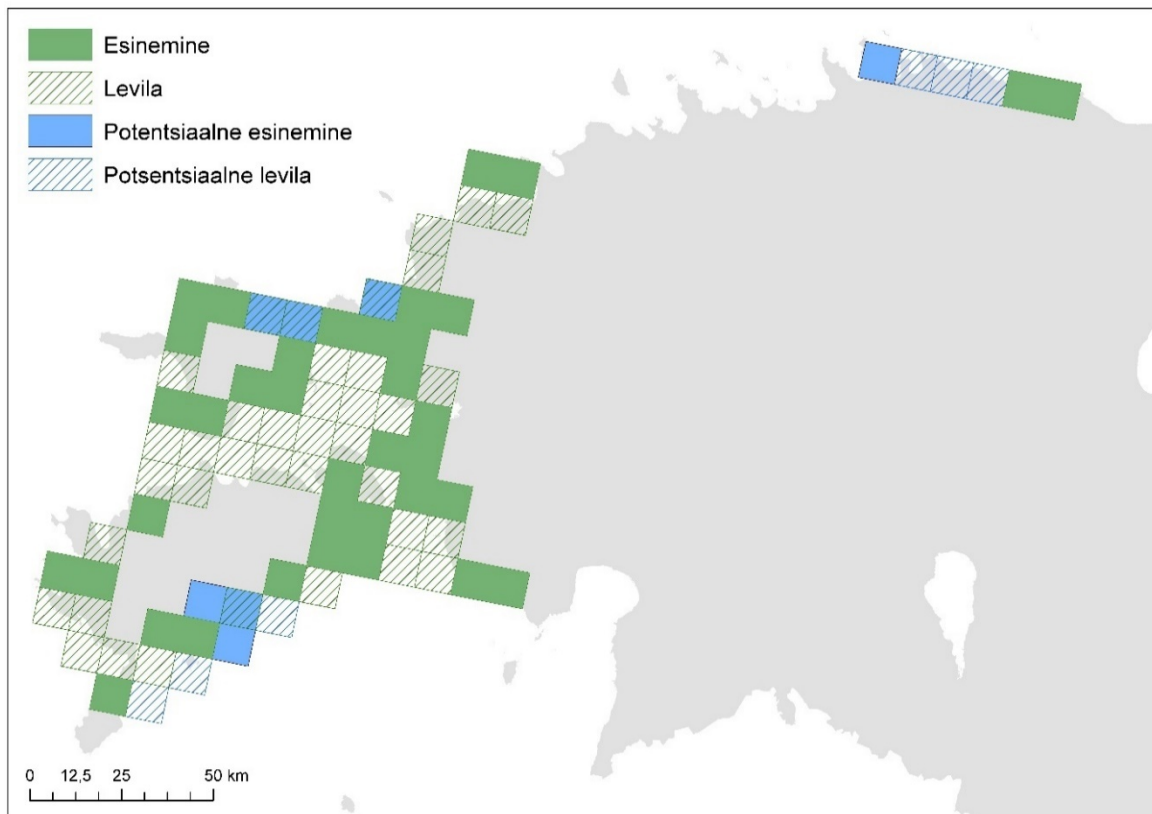 Esinemine
Levila
Potentsiaalne esinemine
Potsentsiaalne levila
0 12,5 25 50 km